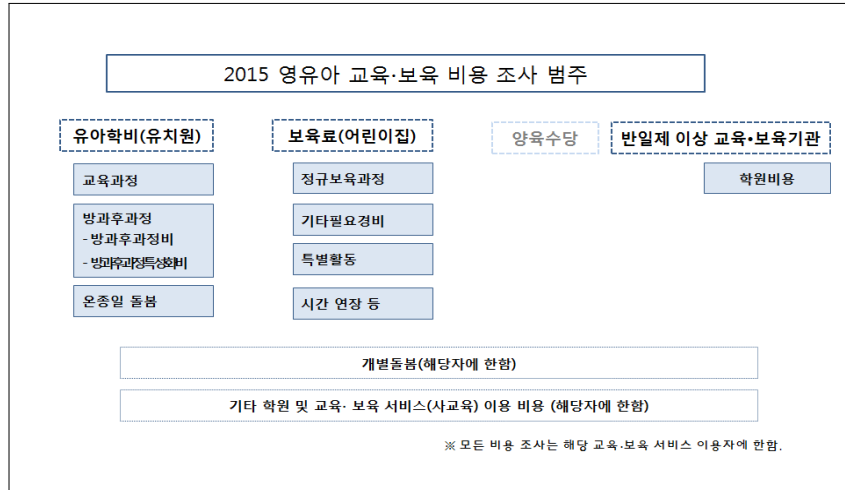 2015 영유아 교육·보육 비용 조사 범주
유아학비(유치원)
보육료(어린이집)
양육수당
반일제 이상 교육•보육기관
교육과정
정규보육과정
학원비용
방과후과정
- 방과후과정비
- 방과후과정특성화비
기타필요경비
특별활동
온종일 돌봄
시간 연장 등
개별돌봄(해당자에 한함)
기타 학원 및 교육· 보육 서비스(사교육) 이용 비용 (해당자에 한함)
※ 모든 비용 조사는 해당 교육·보육 서비스 이용자에 한함.